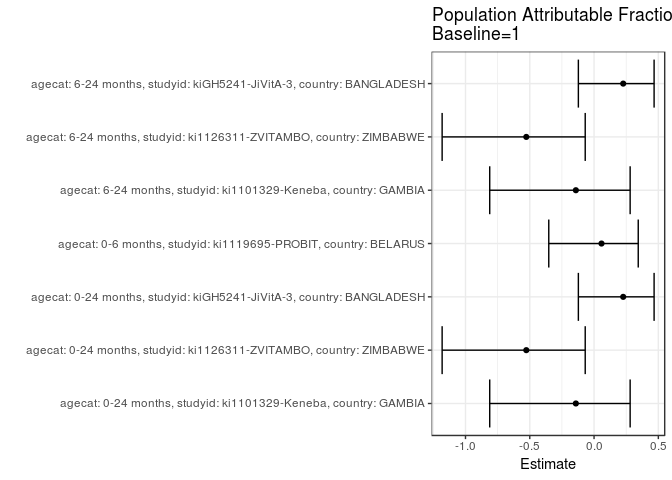 Population Attributable Fractio
Baseline=1
agecat: 6-24 months, studyid: kiGH5241-JiVitA-3, country: BANGLADESH
agecat: 6-24 months, studyid: ki1126311-ZVITAMBO, country: ZIMBABWE
agecat: 6-24 months, studyid: ki1101329-Keneba, country: GAMBIA
agecat: 0-6 months, studyid: ki1119695-PROBIT, country: BELARUS
agecat: 0-24 months, studyid: kiGH5241-JiVitA-3, country: BANGLADESH
agecat: 0-24 months, studyid: ki1126311-ZVITAMBO, country: ZIMBABWE
agecat: 0-24 months, studyid: ki1101329-Keneba, country: GAMBIA
-1.0 -0.5 0.0 0.5
Estimate